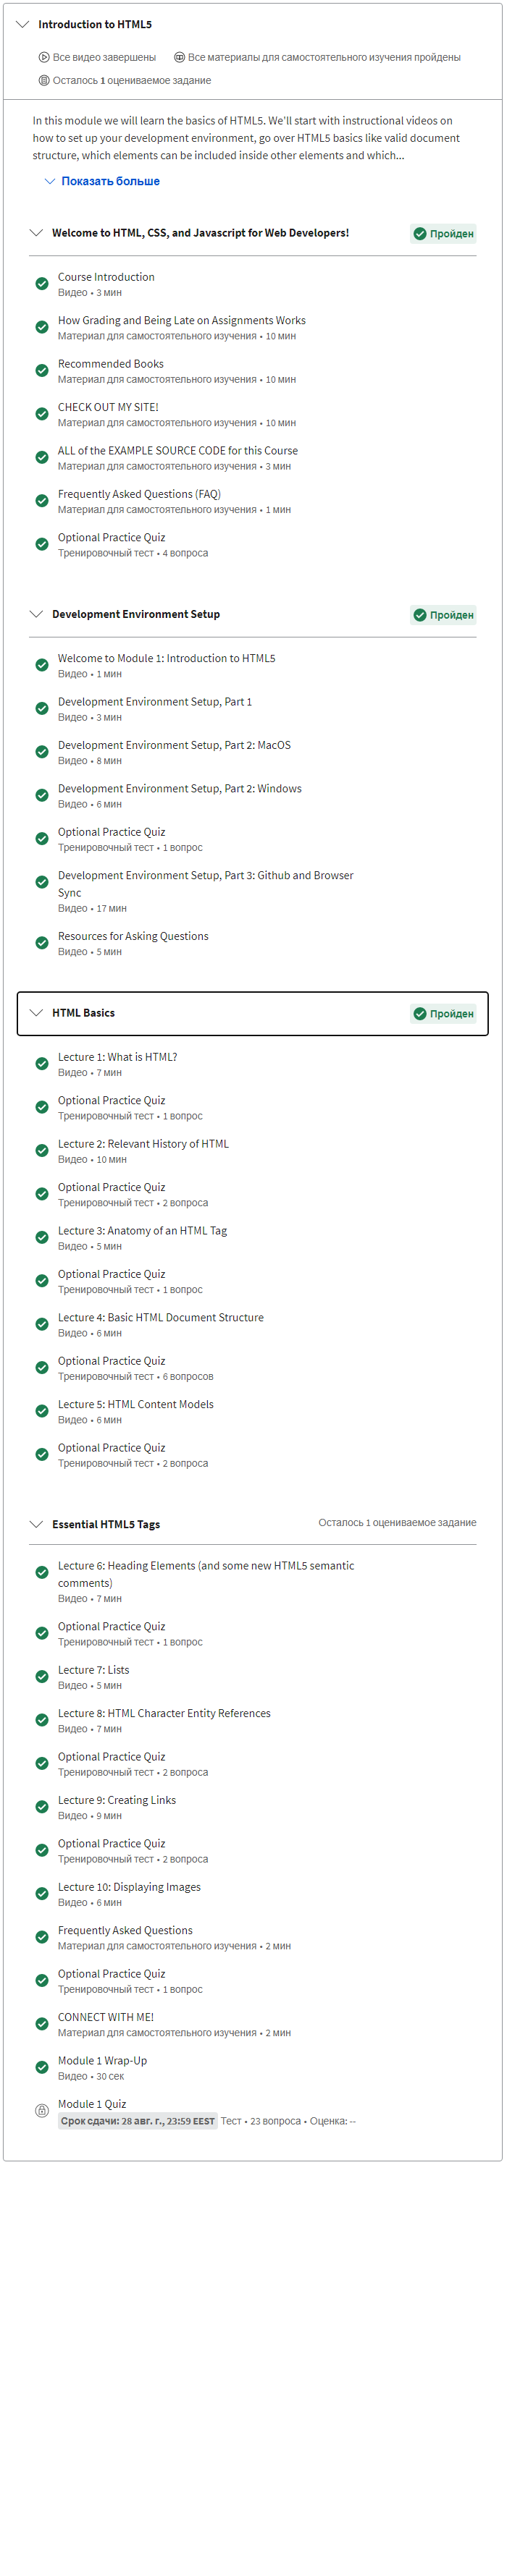 Introduction to HTML5
Все видео завершены Все материалы для самостоятельного изучения пройдены
Осталось 1 оцениваемое задание
In this module we will learn the basics of HTML5. We'll start with instructional videos on
how to set up your development environment, go over HTML5 basics like valid document
structure, which elements can be included inside other elements and which...
Показать больше
Welcome to HTML, CSS, and Javascript for Web Developers! Пройден
Course Introduction
Видео • 3 мин
How Grading and Being Late on Assignments Works
Материал для самостоятельного изучения • 10 мин
Recommended Books
Материал для самостоятельного изучения • 10 мин
CHECK OUT MY SITE!
Материал для самостоятельного изучения • 10 мин
ALL of the EXAMPLE SOURCE CODE for this Course
Материал для самостоятельного изучения • 3 мин
Frequently Asked Questions (FAQ)
Материал для самостоятельного изучения • 1 мин
Optional Practice Quiz
Тренировочный тест • 4 вопроса
Development Environment Setup Пройден
Welcome to Module 1: Introduction to HTML5
Видео • 1 мин
Development Environment Setup, Part 1
Видео • 3 мин
Development Environment Setup, Part 2: MacOS
Видео • 8 мин
Development Environment Setup, Part 2: Windows
Видео • 6 мин
Optional Practice Quiz
Тренировочный тест • 1 вопрос
Development Environment Setup, Part 3: Github and Browser
Sync
Видео • 17 мин
Resources for Asking Questions
Видео • 5 мин
HTML Basics Пройден
Lecture 1: What is HTML?
Видео • 7 мин
Optional Practice Quiz
Тренировочный тест • 1 вопрос
Lecture 2: Relevant History of HTML
Видео • 10 мин
Optional Practice Quiz
Тренировочный тест • 2 вопроса
Lecture 3: Anatomy of an HTML Tag
Видео • 5 мин
Optional Practice Quiz
Тренировочный тест • 1 вопрос
Lecture 4: Basic HTML Document Structure
Видео • 6 мин
Optional Practice Quiz
Тренировочный тест • 6 вопросов
Lecture 5: HTML Content Models
Видео • 6 мин
Optional Practice Quiz
Тренировочный тест • 2 вопроса
Essential HTML5 Tags Осталось 1 оцениваемое задание
Lecture 6: Heading Elements (and some new HTML5 semantic
comments)
Видео • 7 мин
Optional Practice Quiz
Тренировочный тест • 1 вопрос
Lecture 7: Lists
Видео • 5 мин
Lecture 8: HTML Character Entity References
Видео • 7 мин
Optional Practice Quiz
Тренировочный тест • 2 вопроса
Lecture 9: Creating Links
Видео • 9 мин
Optional Practice Quiz
Тренировочный тест • 2 вопроса
Lecture 10: Displaying Images
Видео • 6 мин
Frequently Asked Questions
Материал для самостоятельного изучения • 2 мин
Optional Practice Quiz
Тренировочный тест • 1 вопрос
CONNECT WITH ME!
Материал для самостоятельного изучения • 2 мин
Module 1 Wrap-Up
Видео • 30 сек
Module 1 Quiz
Срок сдачи: 28 авг. г., 23:59 EEST Тест • 23 вопроса • Оценка: --